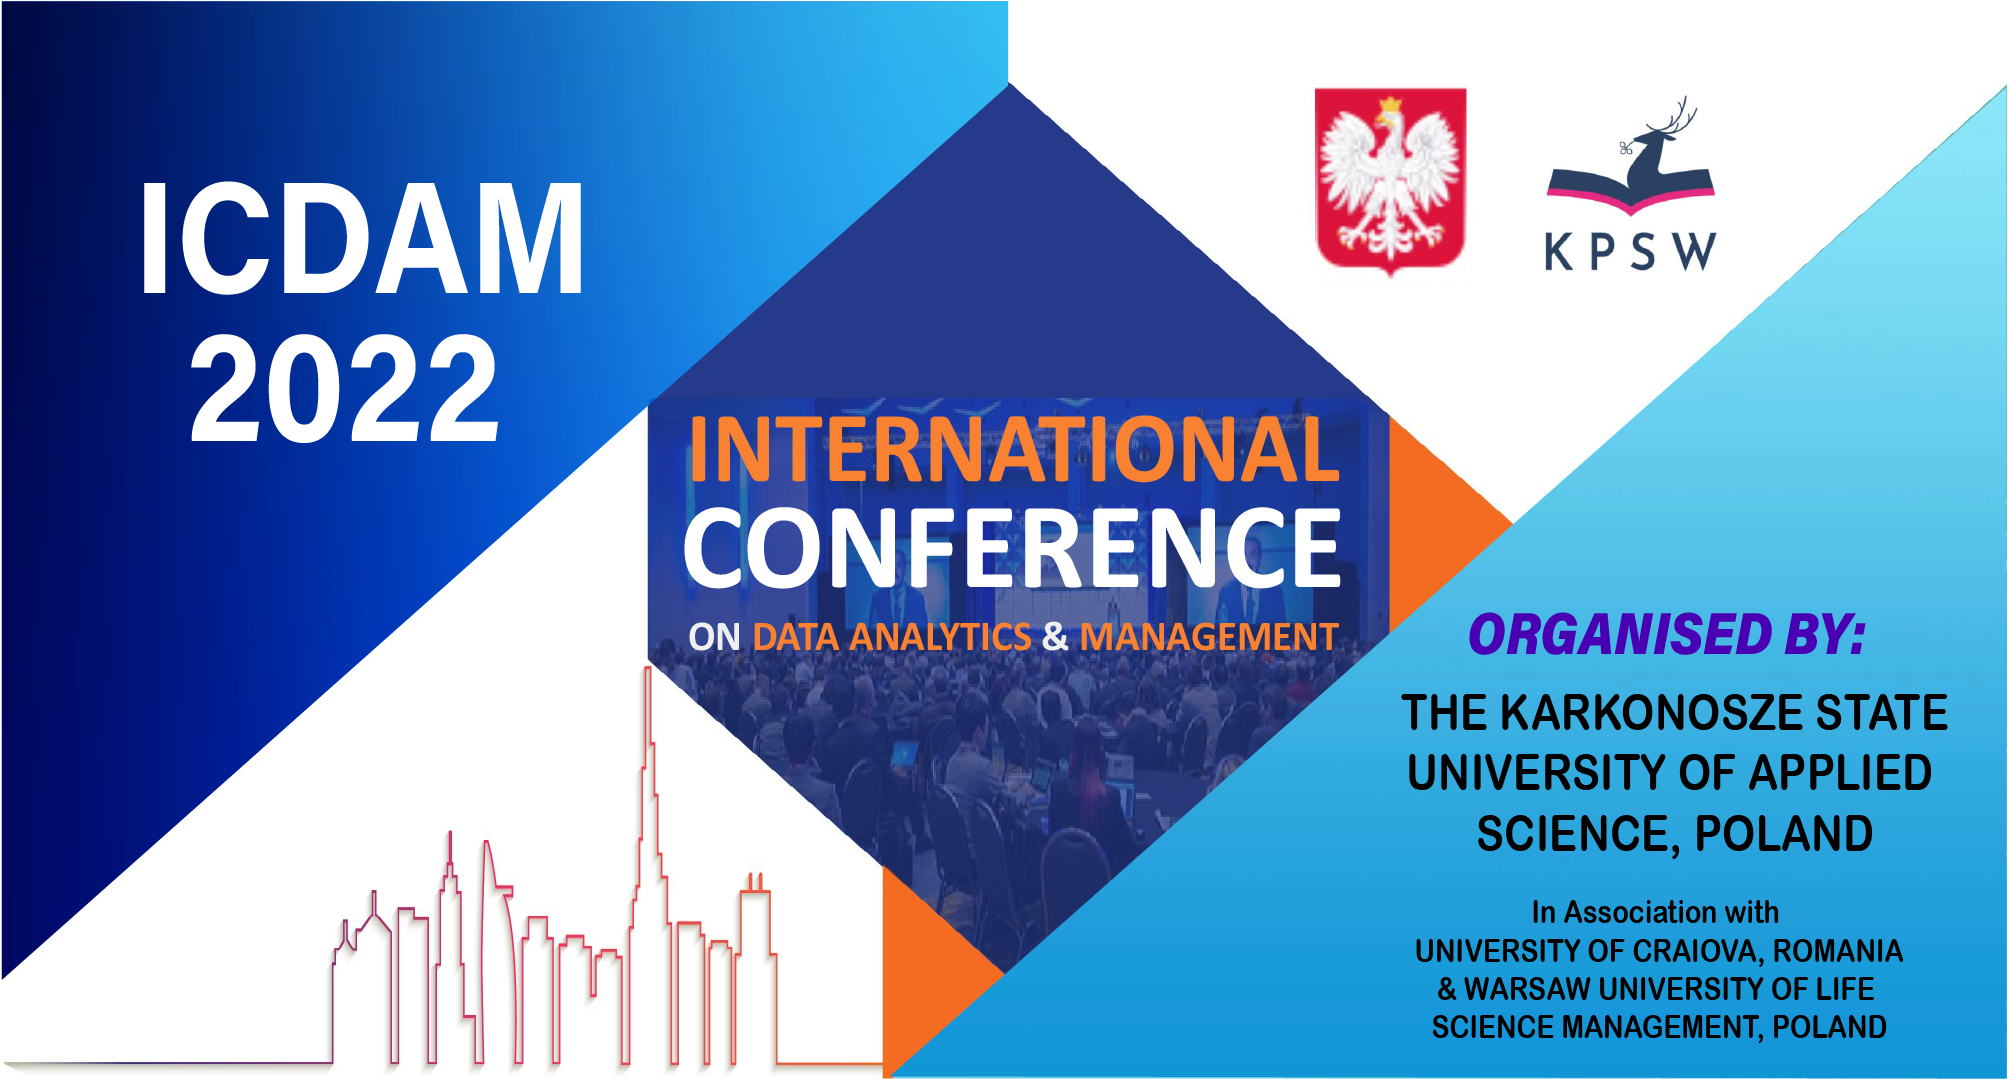 ICDAM
2022
KPSW
INTERNATIONAL
CONFERENCE
ON DATA ANALYTICS & MANAGEMENT
ORGANISED BY:
THE KARKONOSZE STATE
UNIVERSITY OF APPLIED
SCIENCE, POLAND
In Association with
UNIVERSITY OF CRAIOVA, ROMANIA
& WARSAW UNIVERSITY OF LIFE
SCIENCE MANAGEMENT, POLAND